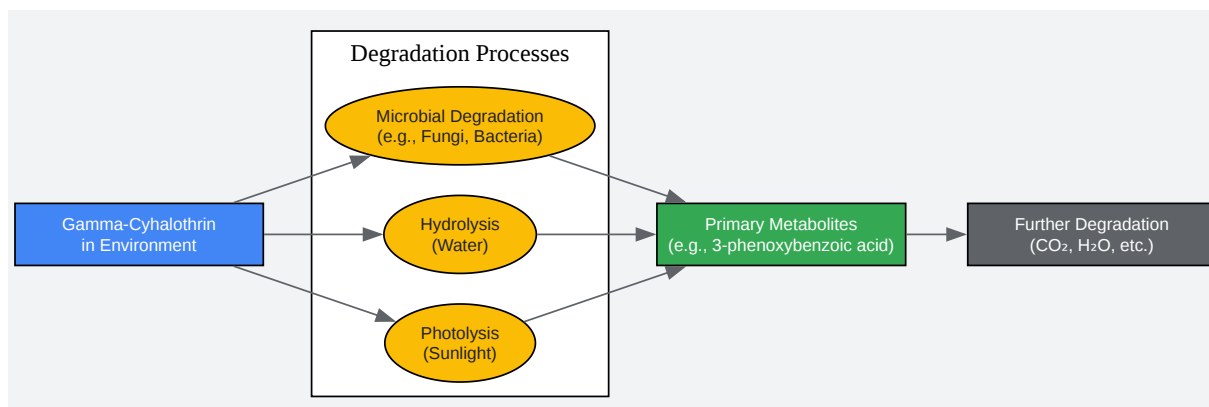 Degradation Processes
Microbial Degradation
(e.g., Fungi, Bacteria)
Gamma-Cyhalothrin
in Environment
Hydrolysis
(Water)
Primary Metabolites
(e.g., 3-phenoxybenzoic acid)
Further Degradation
(CO₂, H₂O, etc.)
Photolysis
(Sunlight)